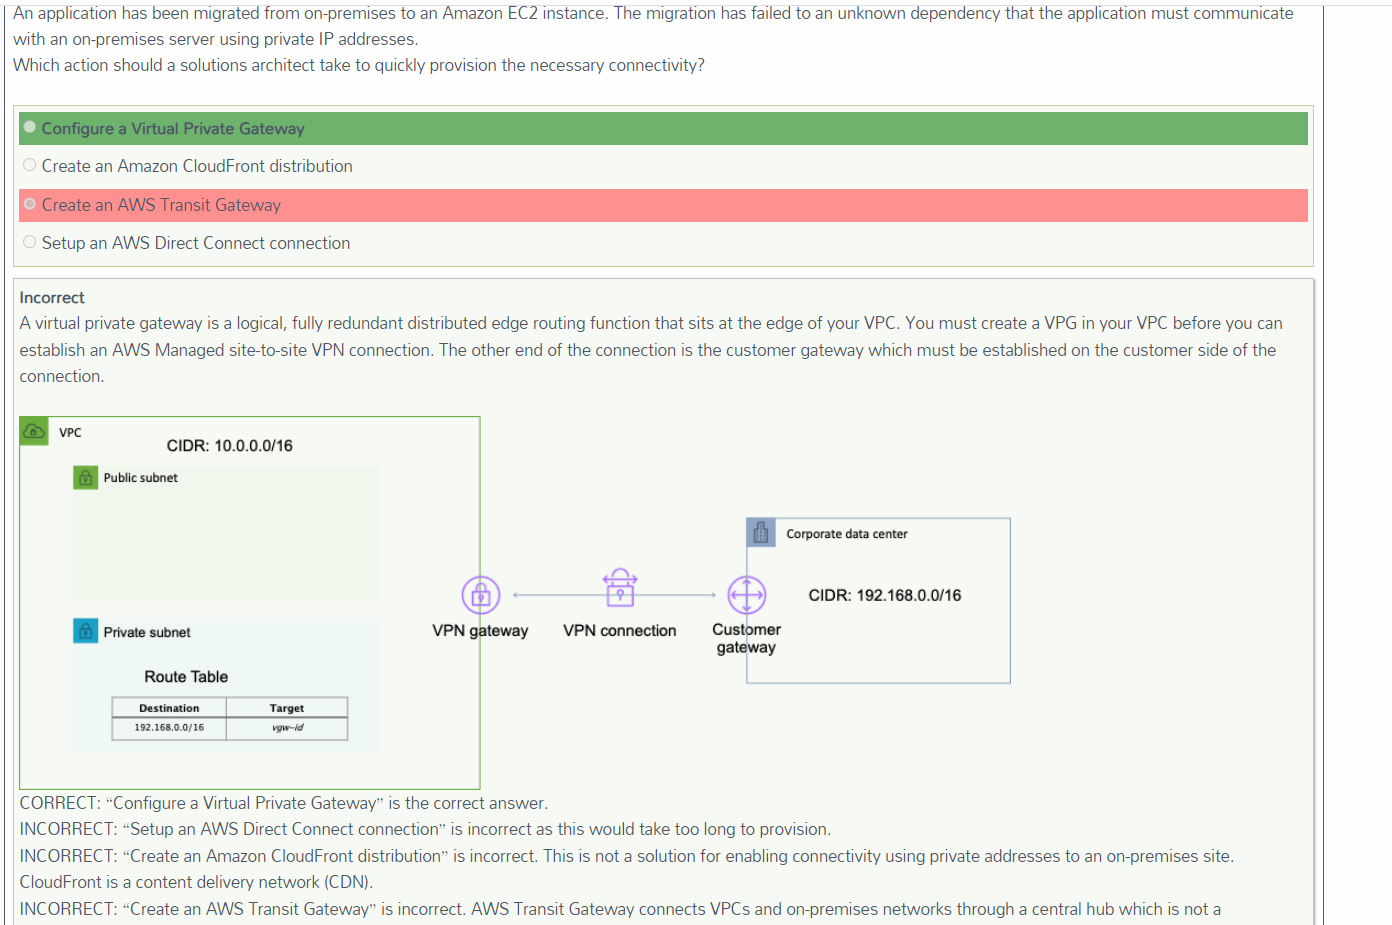 An application has been migrated from on-premises to an Amazon EC2 instance. The migration has failed to an unknown dependency that the application must communicate
with an on-premises server using private IP addresses.
Which action should a solutions architect take to quickly provision the necessary connectivity?
Configure a Virtual Private Gateway
Create an Amazon CloudFront distribution
Create an AWS Transit Gateway
Setup an AWS Direct Connect connection
Incorrect
A virtual private gateway is a logical, fully redundant distributed edge routing function that sits at the edge of your VPC. You must create a VPG in your VPC before you can
establish an AWS Managed site-to-site VPN connection. The other end of the connection is the customer gateway which must be established on the customer side of the
connection.
VPC
CIDR: 10.0.0.0/16
Public subnet
Private subnet
Route Table
Destination Target
192.168.0.0/16 vgw-id
VPN gateway
VPN connection
Customer
gateway
Corporate data center
CIDR: 192.168.0.0/16
CORRECT: “Configure a Virtual Private Gateway” is the correct answer.
INCORRECT: “Setup an AWS Direct Connect connection” is incorrect as this would take too long to provision.
INCORRECT: “Create an Amazon CloudFront distribution” is incorrect. This is not a solution for enabling connectivity using private addresses to an on-premises site.
CloudFront is a content delivery network (CDN).
INCORRECT: “Create an AWS Transit Gateway” is incorrect. AWS Transit Gateway connects VPCs and on-premises networks through a central hub which is not a